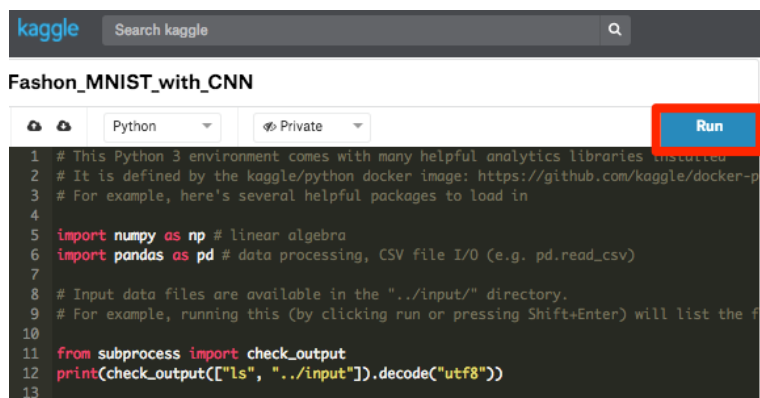 kaggle Search kaggle
Fashon_MNIST_with_CNN
Python Private Run
1 # This Python 3 environment comes with many helpful analytics libraries installed
2 # It is defined by the kaggle/python docker image: https://github.com/kaggle/docker-p
3 # For example, here's several helpful packages to load in
4
5 import numpy as np # linear algebra
6 import pandas as pd # data processing, CSV file I/O (e.g. pd.read_csv)
7
8 # Input data files are available in the "../input/" directory.
9 # For example, running this (by clicking run or pressing Shift+Enter) will list the f
10
11 from subprocess import check_output
12 print(check_output(["ls", "../input"]).decode("utf8"))
13